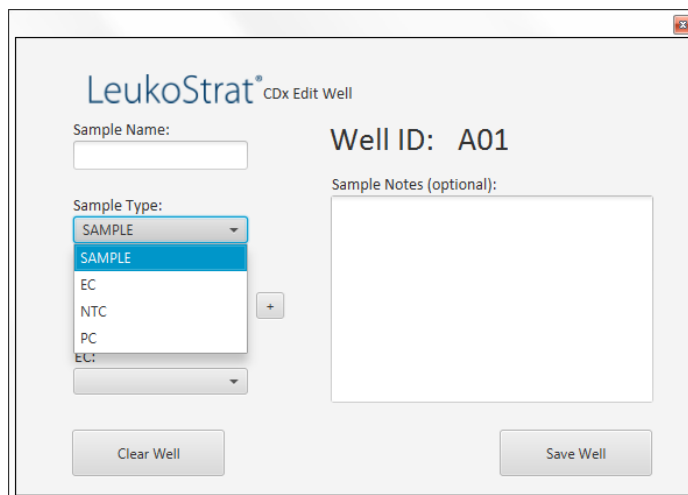 LeukoStrat® CDx Edit Well
Sample Name:
Well ID: A01
Sample Notes (optional):
Sample Type:
SAMPLE
SAMPLE
EC
NTC
PC
+
EC:
Clear Well
Save Well